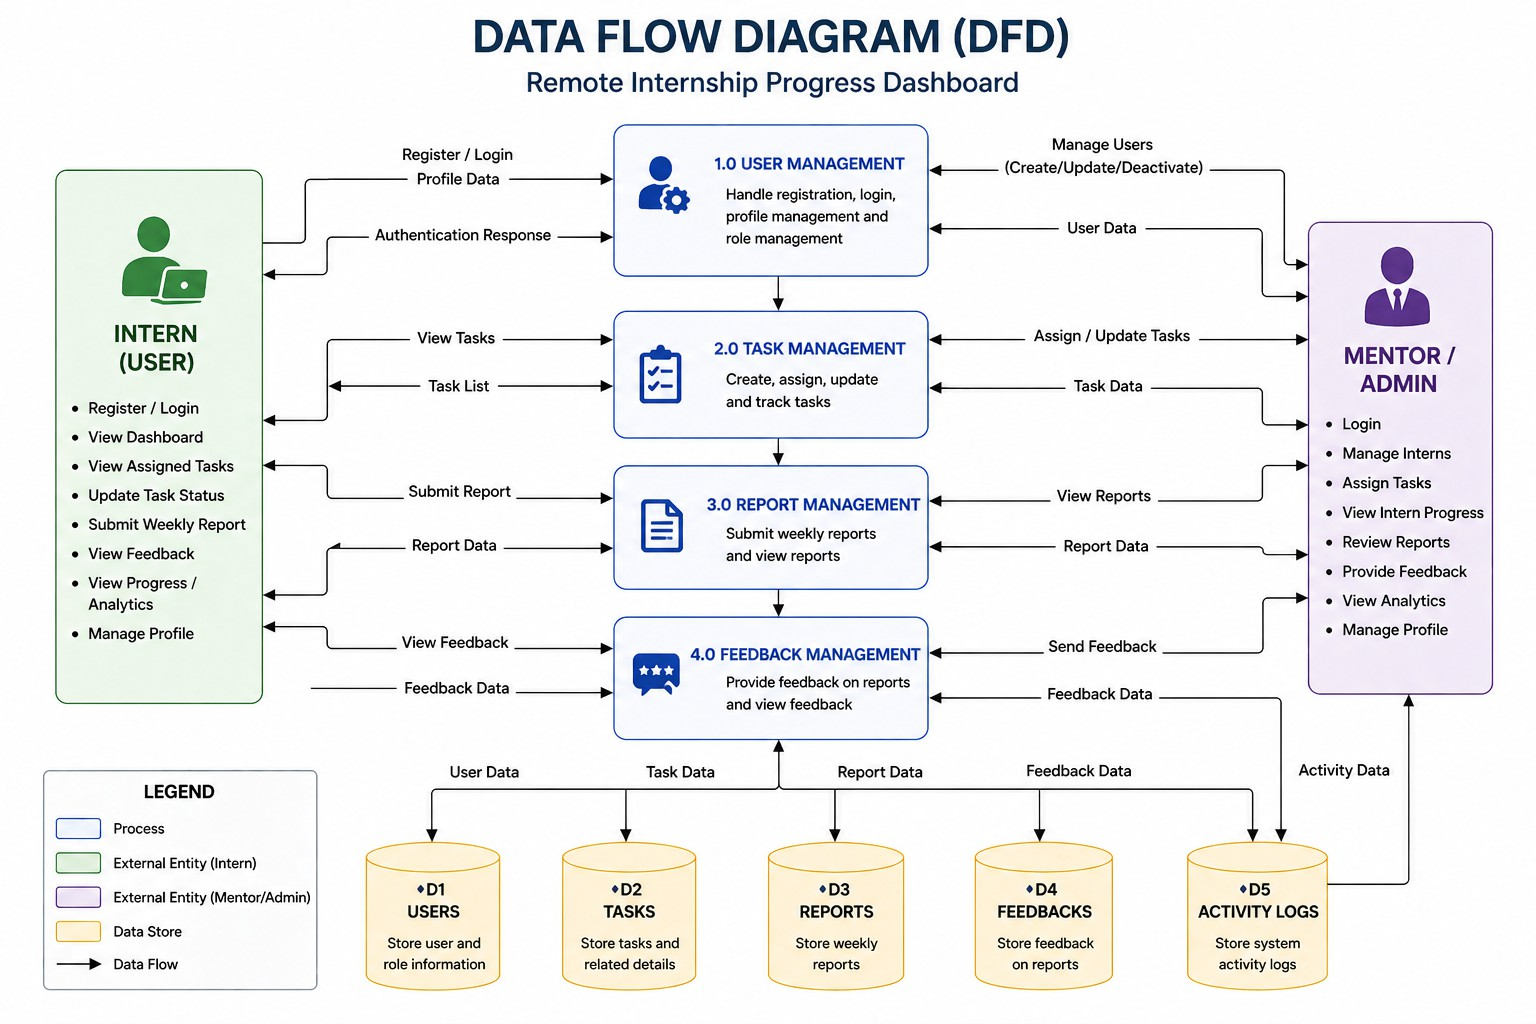 DATA FLOW DIAGRAM (DFD)
Remote Internship Progress Dashboard
Register / Login
Profile Data
Authentication Response
View Tasks
Task List
Submit Report
Report Data
View Feedback
Feedback Data
INTERN
(USER)
• Register / Login
• View Dashboard
• View Assigned Tasks
• Update Task Status
• Submit Weekly Report
• View Feedback
• View Progress /
Analytics
• Manage Profile
1.0 USER MANAGEMENT
Handle registration, login,
profile management and
role management
2.0 TASK MANAGEMENT
Create, assign, update
and track tasks
3.0 REPORT MANAGEMENT
Submit weekly reports
and view reports
4.0 FEEDBACK MANAGEMENT
Provide feedback on reports
and view feedback
Manage Users
(Create/Update/Deactivate)
User Data
Assign / Update Tasks
Task Data
View Reports
Report Data
Send Feedback
Feedback Data
MENTOR /
ADMIN
• Login
• Manage Interns
• Assign Tasks
• View Intern Progress
• Review Reports
• Provide Feedback
• View Analytics
• Manage Profile
User Data
Task Data
Report Data
Feedback Data
Activity Data
LEGEND
Process
External Entity (Intern)
External Entity (Mentor/Admin)
Data Store
Data Flow
D1
USERS
Store user and
role information
D2
TASKS
Store tasks and
related details
D3
REPORTS
Store weekly
reports
D4
FEEDBACKS
Store feedback
on reports
D5
ACTIVITY LOGS
Store system
activity logs